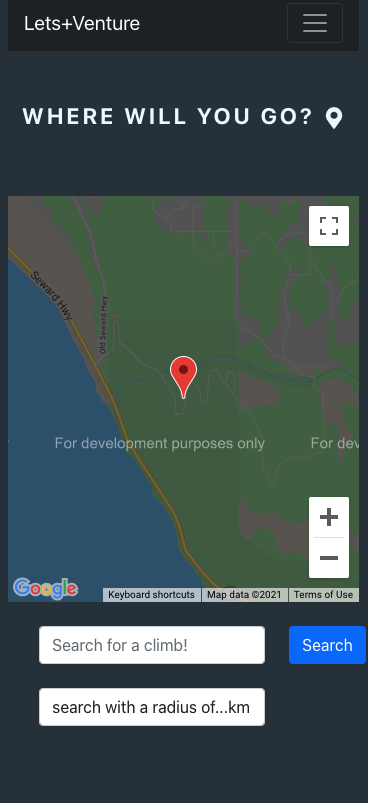 Lets+Venture
WHERE WILL YOU GO?
Seward Hwy
Old Seward Hwy
For development purposes only
For dev
Google
Keyboard shortcuts
Map data ©2021
Terms of Use
Search for a climb!
Search
search with a radius of...km